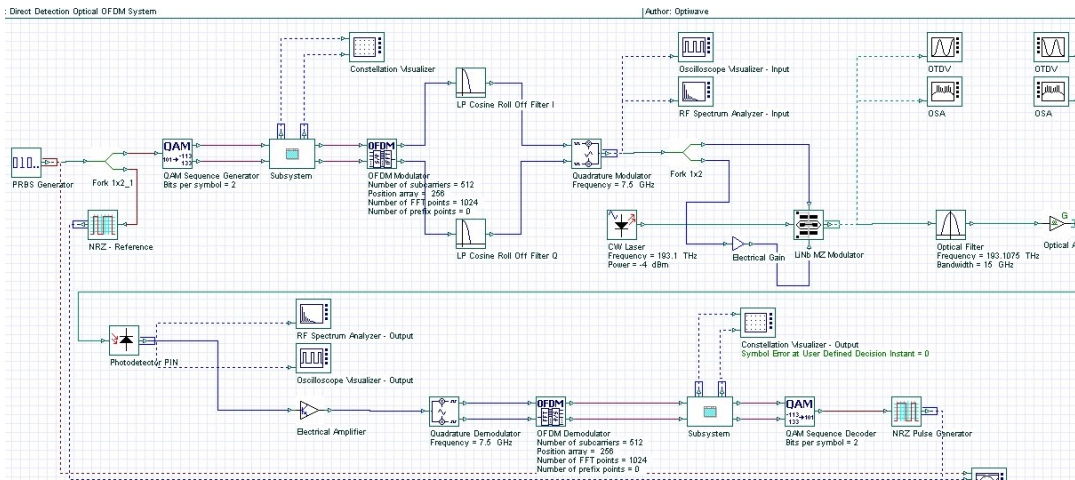 : Direct Detection Optical OFDM System
Author: Optiwave
Constellation Visualizer
Oscilloscope Visualizer - Input
OTDV
OTDV
LP Cosine Roll Off Filter I
RF Spectrum Analyzer - Input
OSA
OSA
010..
PRBS Generator
Fork 1x2_1
QAM
101→ -113
133
QAM Sequence Generator
Bits per symbol = 2
Subsystem
OFDM
OFDM Modulator
Number of subcarriers = 512
Position array = 256
Number of FFT points = 1024
Number of prefix points = 0
Quadrature Modulator
Frequency = 7.5 GHz
Fork 1x2
NRZ - Reference
LP Cosine Roll Off Filter Q
CW Laser
Frequency = 193.1 THz
Power = -4 dBm
Electrical Gain
LiNb MZ Modulator
Optical Filter
Frequency = 193.1075 THz
Bandwidth = 15 GHz
G
Optical A
RF Spectrum Analyzer - Output
Constellation Visualizer - Output
Symbol Error at User Defined Decision Instant = 0
Photodetector PIN
Oscilloscope Visualizer - Output
Electrical Amplifier
Quadrature Demodulator
Frequency = 7.5 GHz
OFDM
OFDM Demodulator
Number of subcarriers = 512
Position array = 256
Number of FFT points = 1024
Number of prefix points = 0
Subsystem
QAM
-113→101
133
QAM Sequence Decoder
Bits per symbol = 2
NRZ Pulse Generator